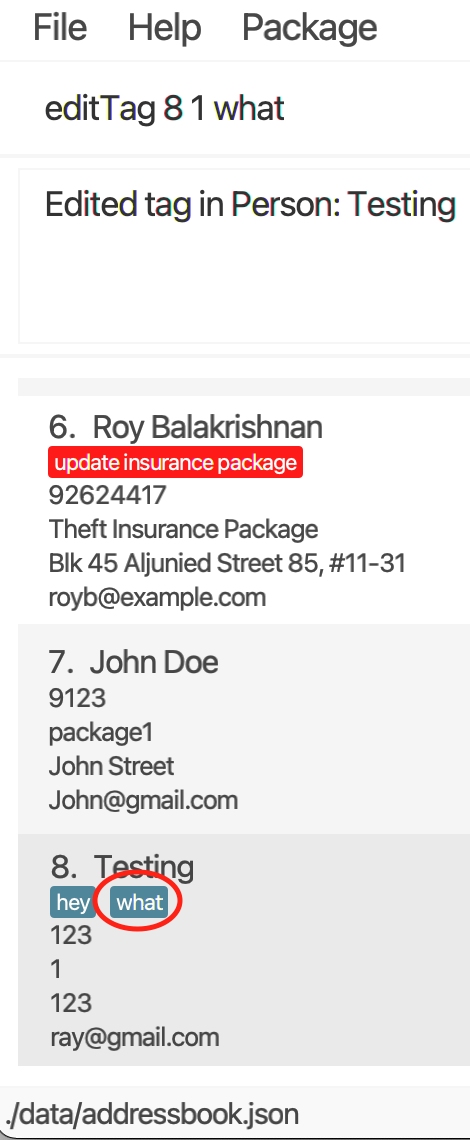 File Help Package
editTag 8 1 what
Edited tag in Person: Testing
6. Roy Balakrishnan
update insurance package
92624417
Theft Insurance Package
Blk 45 Aljunied Street 85, #11-31
royb@example.com
7. John Doe
9123
package1
John Street
John@gmail.com
8. Testing
hey what
123
1
123
ray@gmail.com
./data/addressbook.json